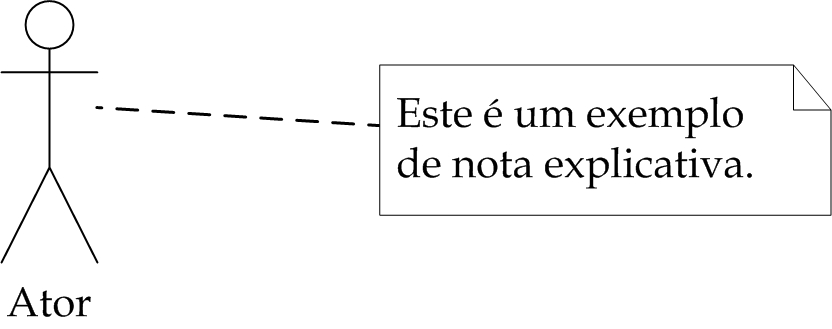 Este é um exemplo
de nota explicativa.
Ator